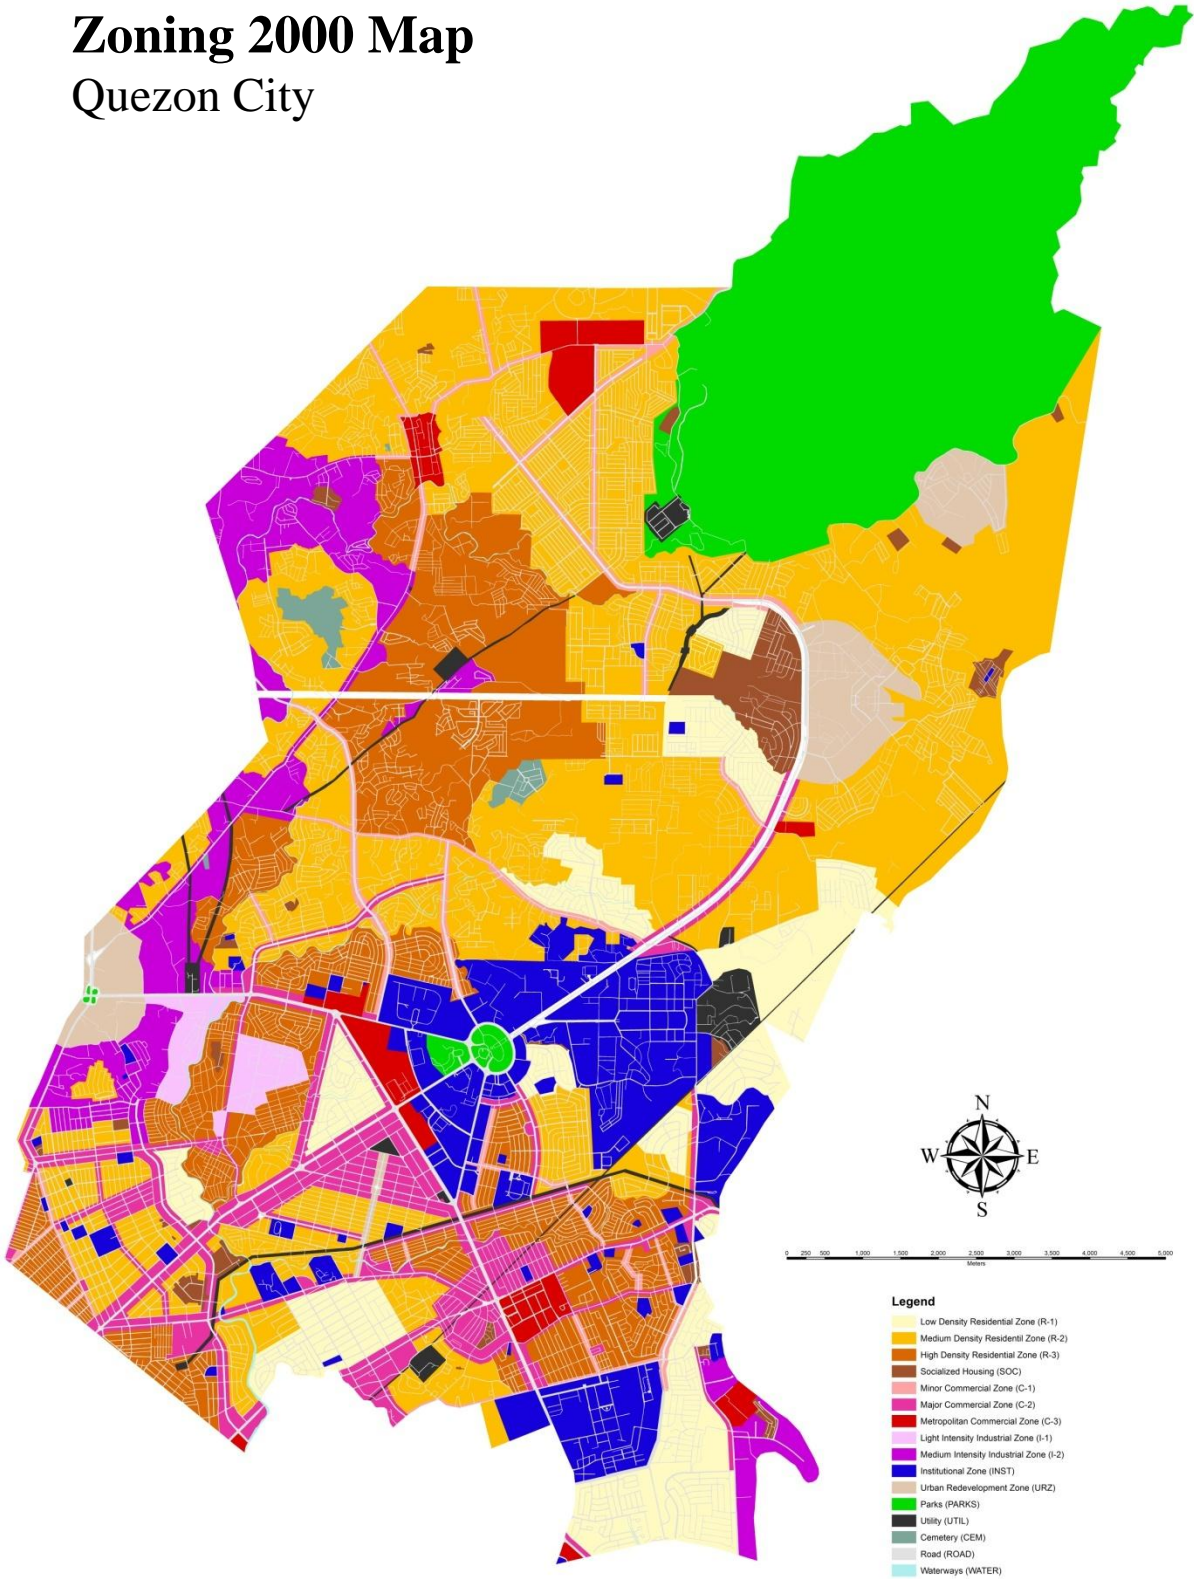 Zoning 2000 Map
Quezon City
N
W
E
S
0 250 500 1,000 1,500 2,000 2,500 3,000 3,500 4,000 4,500 5,000
Meters
Legend
Low Density Residential Zone (R-1)
Medium Density Residentil Zone (R-2)
High Density Residential Zone (R-3)
Socialized Housing (SOC)
Minor Commercial Zone (C-1)
Major Commercial Zone (C-2)
Metropolitan Commercial Zone (C-3)
Light Intensity Industrial Zone (I-1)
Medium Intensity Industrial Zone (I-2)
Institutional Zone (INST)
Urban Redevelopment Zone (URZ)
Parks (PARKS)
Utility (UTIL)
Cemetery (CEM)
Road (ROAD)
Waterways (WATER)